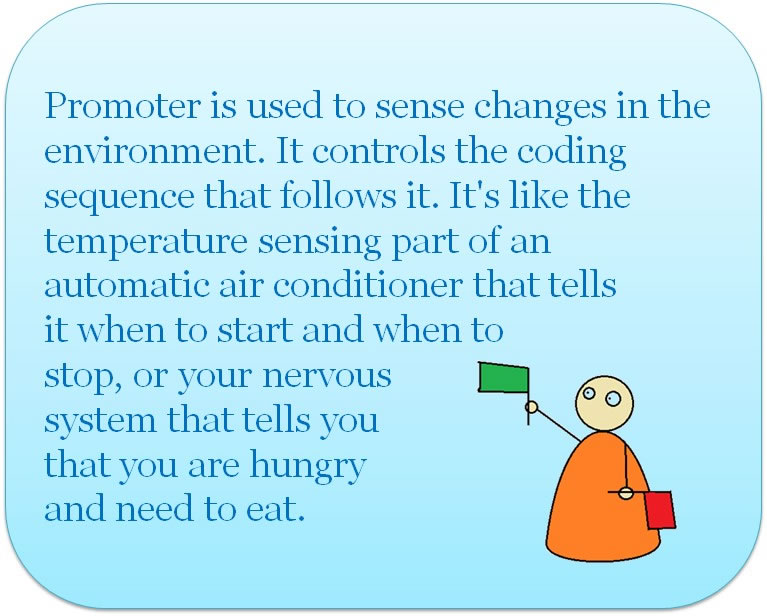 Promoter is used to sense changes in the
environment. It controls the coding
sequence that follows it. It's like the
temperature sensing part of an
automatic air conditioner that tells
it when to start and when to
stop, or your nervous
system that tells you
that you are hungry
and need to eat.